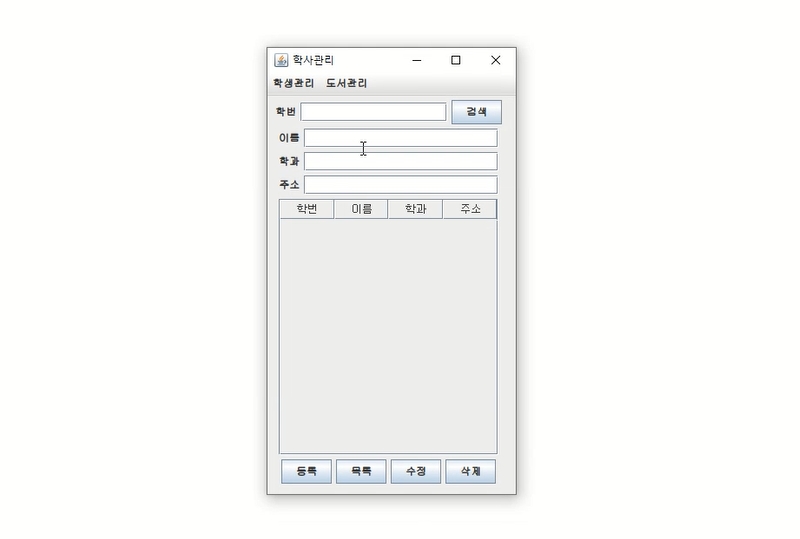 학사관리
학생관리 도서관리
학번 검색
이름
학과
주소
학번 이름 학과 주소
등록 목록 수정 삭제